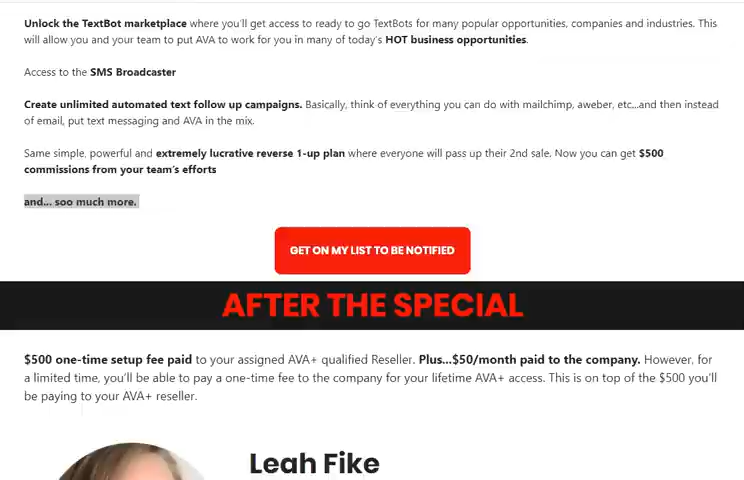 Unlock the TextBot marketplace where you'll get access to ready to go TextBots for many popular opportunities, companies and industries. This
will allow you and your team to put AVA to work for you in many of today's HOT business opportunities.
Access to the SMS Broadcaster
Create unlimited automated text follow up campaigns. Basically, think of everything you can do with mailchimp, aweber, etc...and then instead
of email, put text messaging and AVA in the mix.
Same simple, powerful and extremely lucrative reverse 1-up plan where everyone will pass up their 2nd sale. Now you can get $500
commissions from your team's efforts
and... soo much more.
GET ON MY LIST TO BE NOTIFIED
AFTER THE SPECIAL
$500 one-time setup fee paid to your assigned AVA+ qualified Reseller. Plus...$50/month paid to the company. However, for
a limited time, you'll be able to pay a one-time fee to the company for your lifetime AVA+ access. This is on top of the $500 you'll
be paying to your AVA+ reseller.
Leah Fike